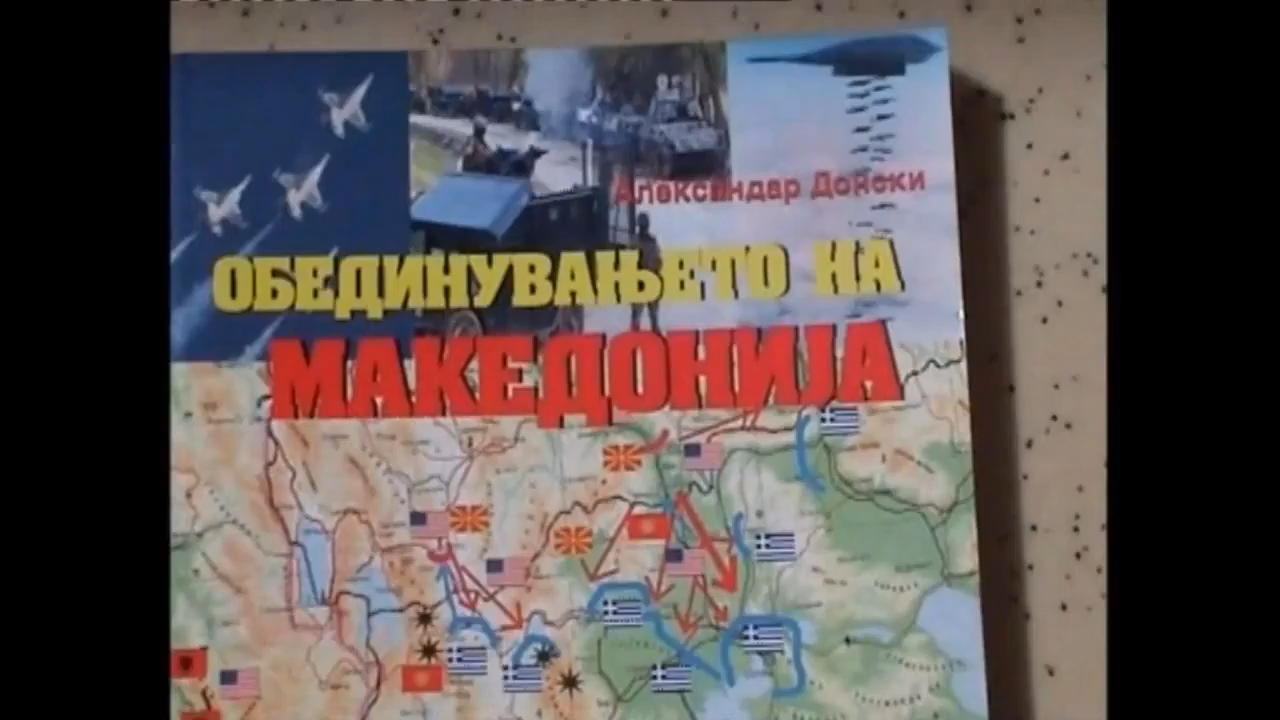 Александар Донски
ОБЕДИНУВАЊЕТО НА
МАКЕДОНИЈА